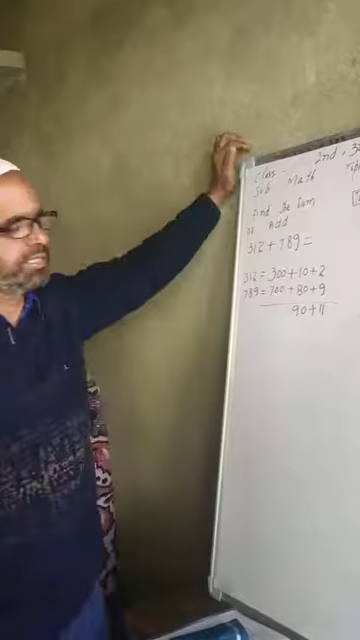 Class - 2nd, 3
Sub Math
Find the Sum
or Add
312 + 789 =
312 = 300 + 10 + 2
789 = 700 + 80 + 9
90 + 11